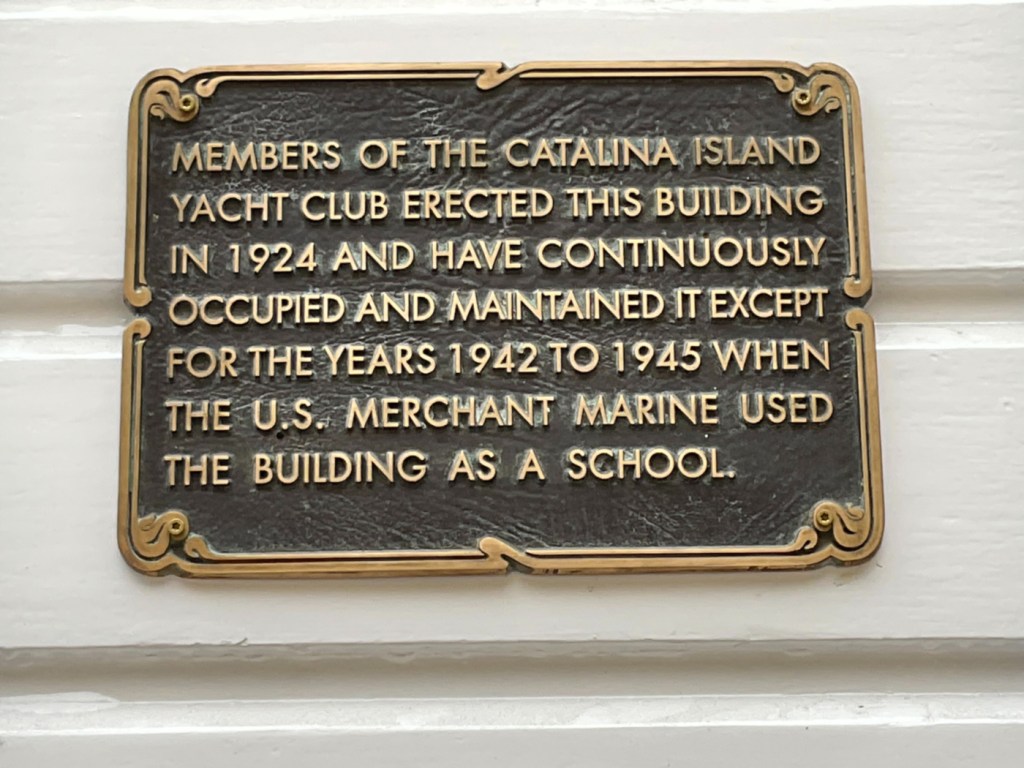 MEMBERS OF THE CATALINA ISLAND
YACHT CLUB ERECTED THIS BUILDING
IN 1924 AND HAVE CONTINUOUSLY
OCCUPIED AND MAINTAINED IT EXCEPT
FOR THE YEARS 1942 TO 1945 WHEN
THE U.S. MERCHANT MARINE USED
THE BUILDING AS A SCHOOL.